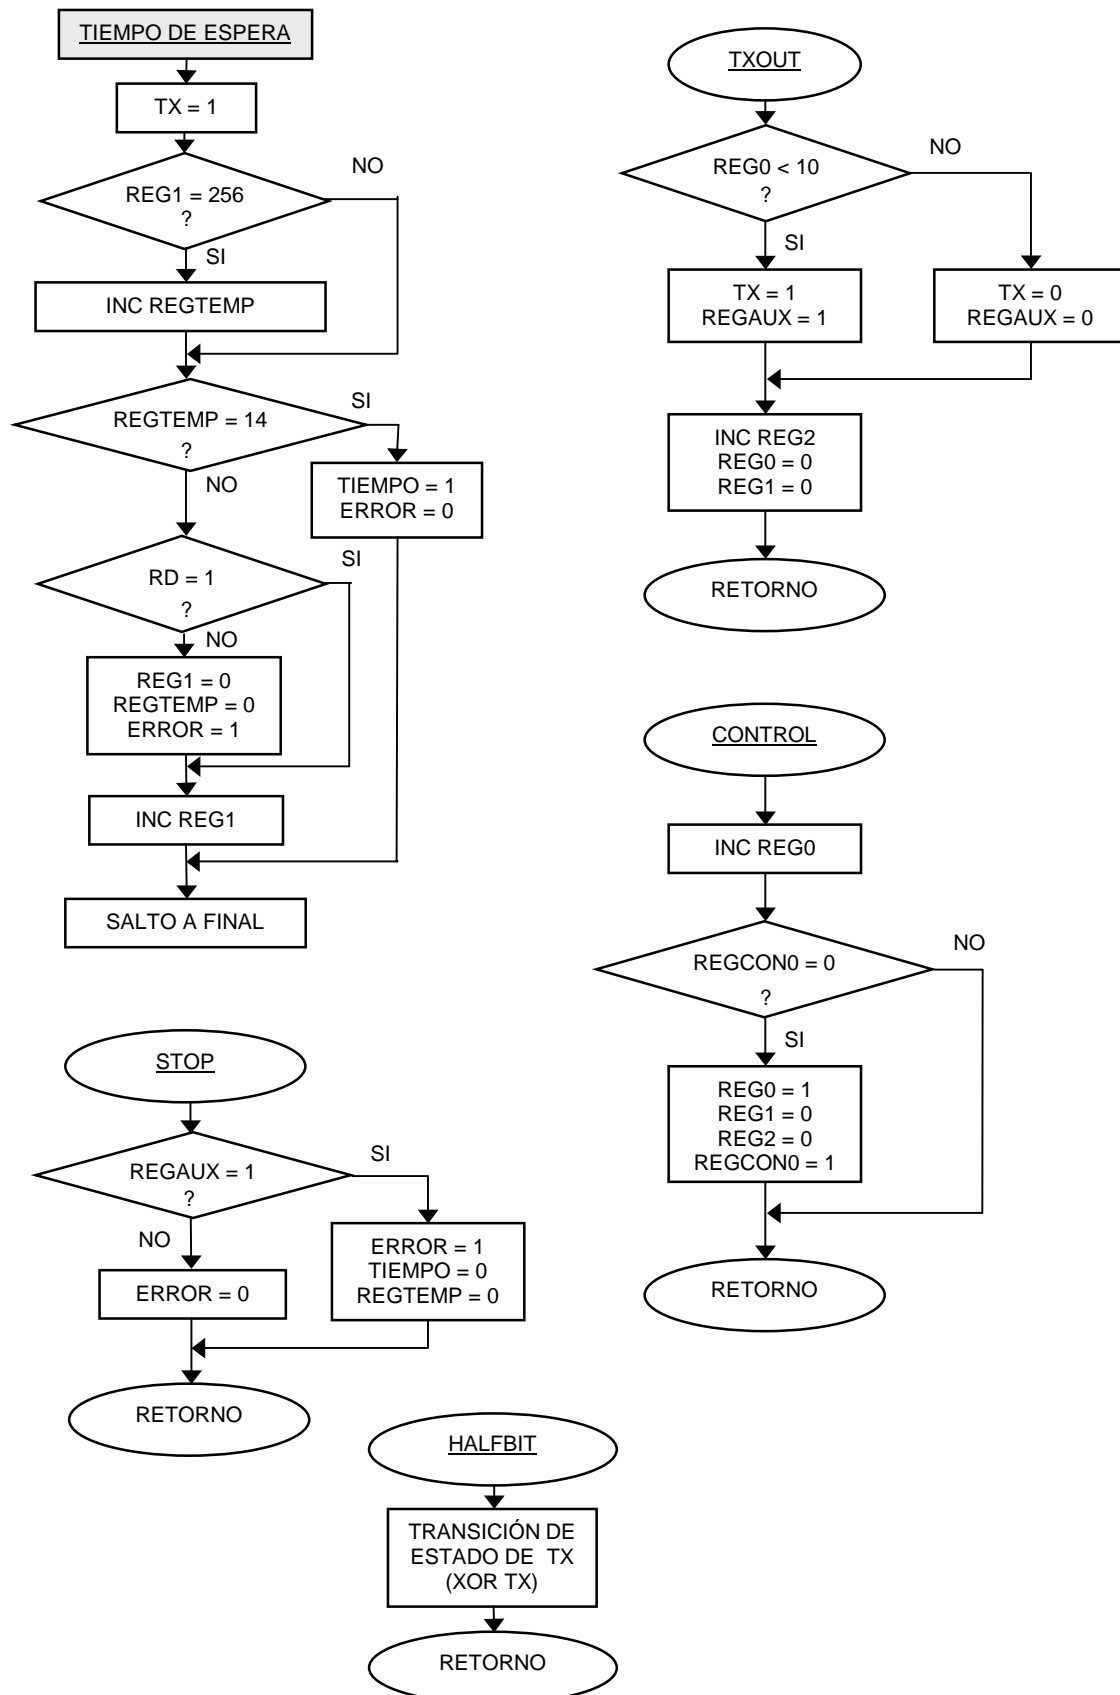 TIEMPO DE ESPERA
TX = 1
REG1 = 256
?
NO
SI
INC REGTEMP
REGTEMP = 14
?
SI
NO
TIEMPO = 1
ERROR = 0
RD = 1
?
SI
NO
REG1 = 0
REGTEMP = 0
ERROR = 1
INC REG1
SALTO A FINAL
TXOUT
REG0 < 10
?
NO
SI
TX = 1
REGAUX = 1
TX = 0
REGAUX = 0
INC REG2
REG0 = 0
REG1 = 0
RETORNO
CONTROL
INC REG0
REGCON0 = 0
?
NO
SI
REG0 = 1
REG1 = 0
REG2 = 0
REGCON0 = 1
RETORNO
STOP
REGAUX = 1
?
SI
NO
ERROR = 0
ERROR = 1
TIEMPO = 0
REGTEMP = 0
RETORNO
HALFBIT
TRANSICIÓN DE
ESTADO DE TX
(XOR TX)
RETORNO